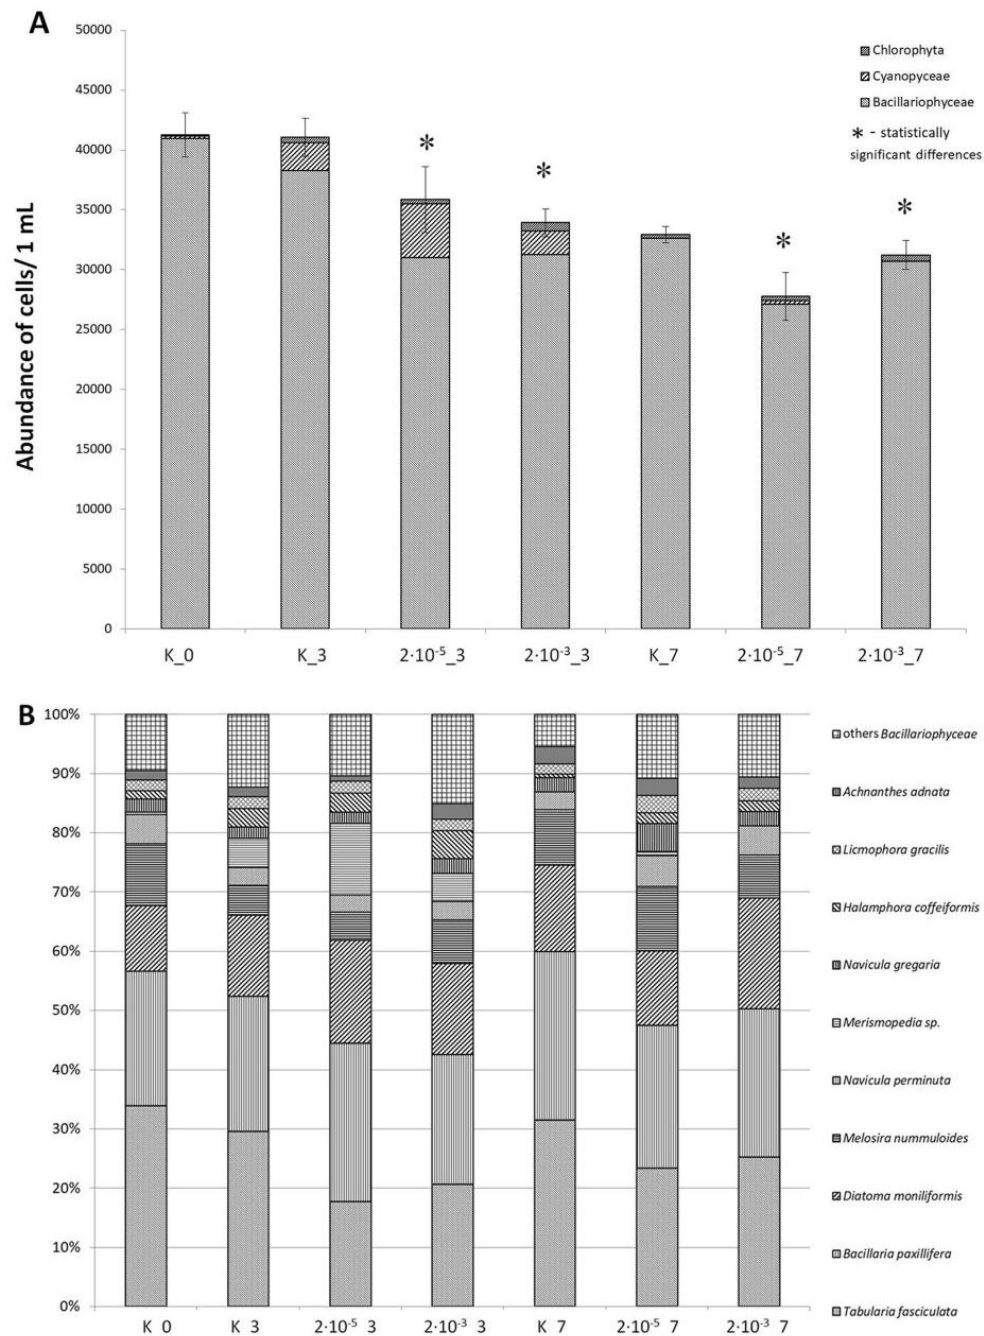 A
50000
45000
40000
35000
30000
25000
20000
15000
10000
5000
0
Abundance of cells/ 1 mL
Chlorophyta
Cyanopyceae
Bacillariophyceae
* - statistically
significant differences
*
*
*
*
K_0 K_3 2·10⁻⁵_3 2·10⁻³_3 K_7 2·10⁻⁵_7 2·10⁻³_7
B
100%
90%
80%
70%
60%
50%
40%
30%
20%
10%
0%
others Bacillariophyceae
Achnanthes adnata
Licmophora gracilis
Halamphora coffeiformis
Navicula gregaria
Merismopedia sp.
Navicula perminuta
Melosira nummuloides
Diatoma moniliformis
Bacillaria paxillifera
Tabularia fasciculata
K 0 K 3 2·10⁻⁵ 3 2·10⁻³ 3 K 7 2·10⁻⁵ 7 2·10⁻³ 7